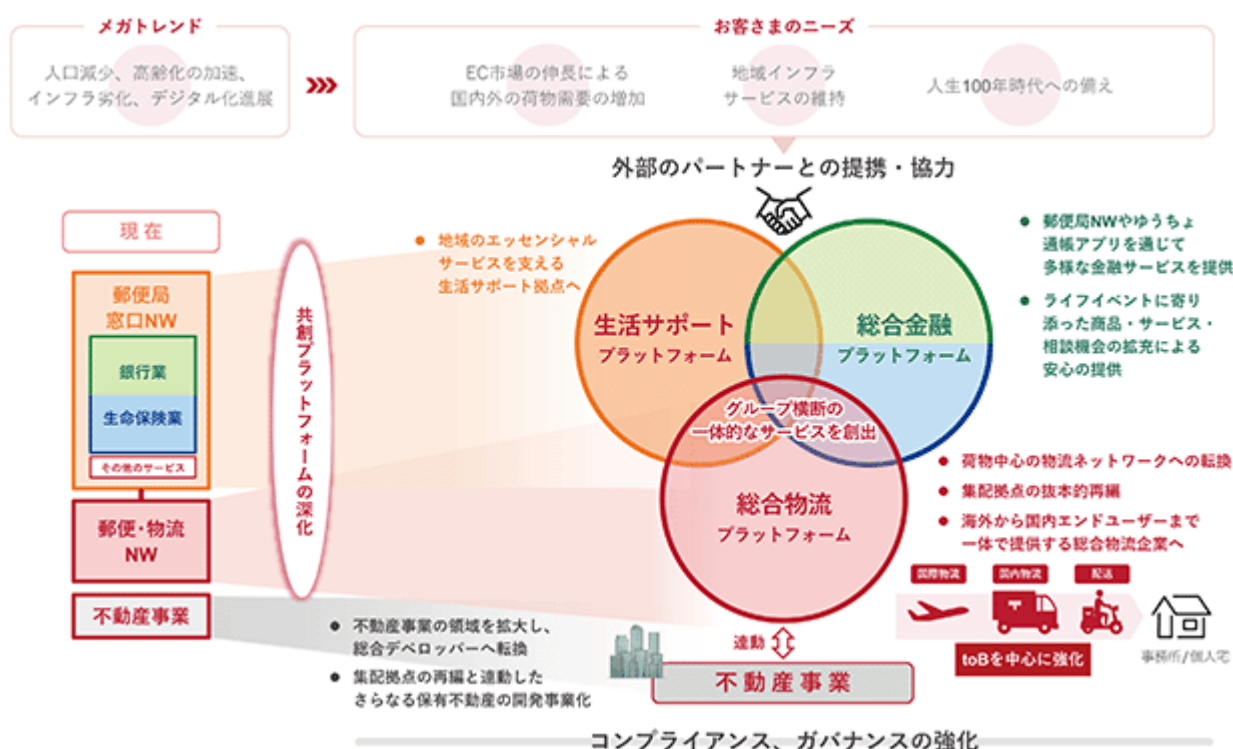 メガトレンド
人口減少、高齢化の加速、
インフラ劣化、デジタル化進展
お客さまのニーズ
EC市場の伸長による
国内外の荷物需要の増加
地域インフラ
サービスの維持
人生100年時代への備え
外部のパートナーとの提携・協力
現在
郵便局
窓口NW
銀行業
生命保険業
その他のサービス
郵便・物流
NW
不動産事業
共創プラットフォームの深化
● 地域のエッセンシャル
サービスを支える
生活サポート拠点へ
生活サポート
プラットフォーム
総合金融
プラットフォーム
グループ横断の
一体的なサービスを創出
総合物流
プラットフォーム
● 郵便局NWやゆうちょ
通帳アプリを通じて
多様な金融サービスを提供
● ライフイベントに寄り
添った商品・サービス・
相談機会の拡充による
安心の提供
● 荷物中心の物流ネットワークへの転換
● 集配拠点の抜本的再編
● 海外から国内エンドユーザーまで
一体で提供する総合物流企業へ
国際物流
国内物流
配送
〒
toBを中心に強化
事務所/個人宅
● 不動産事業の領域を拡大し、
総合デベロッパーへ転換
● 集配拠点の再編と連動した
さらなる保有不動産の開発事業化
連動
不動産事業
コンプライアンス、ガバナンスの強化